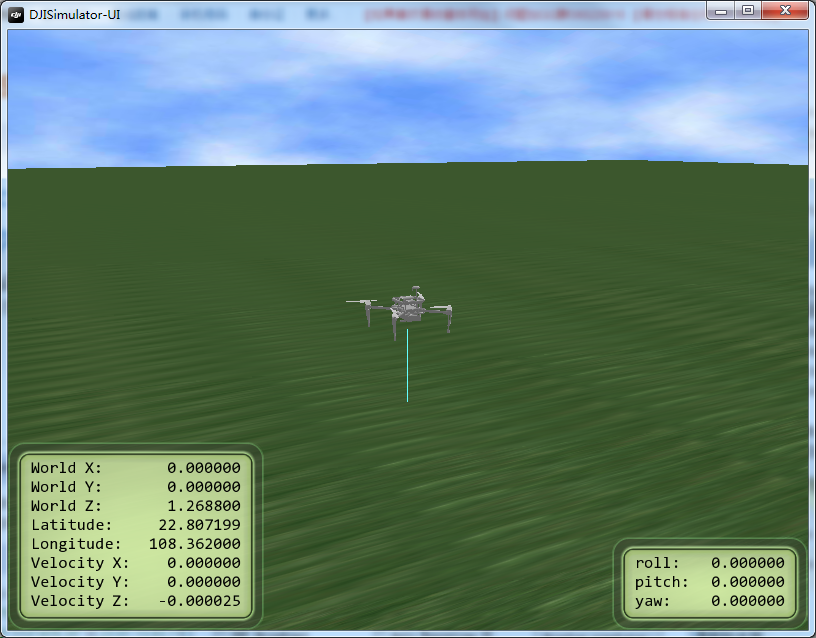 DJISimulator-UI
World X: 0.000000
World Y: 0.000000
World Z: 1.268800
Latitude: 22.807199
Longitude: 108.362000
Velocity X: 0.000000
Velocity Y: 0.000000
Velocity Z: -0.000025
roll: 0.000000
pitch: 0.000000
yaw: 0.000000